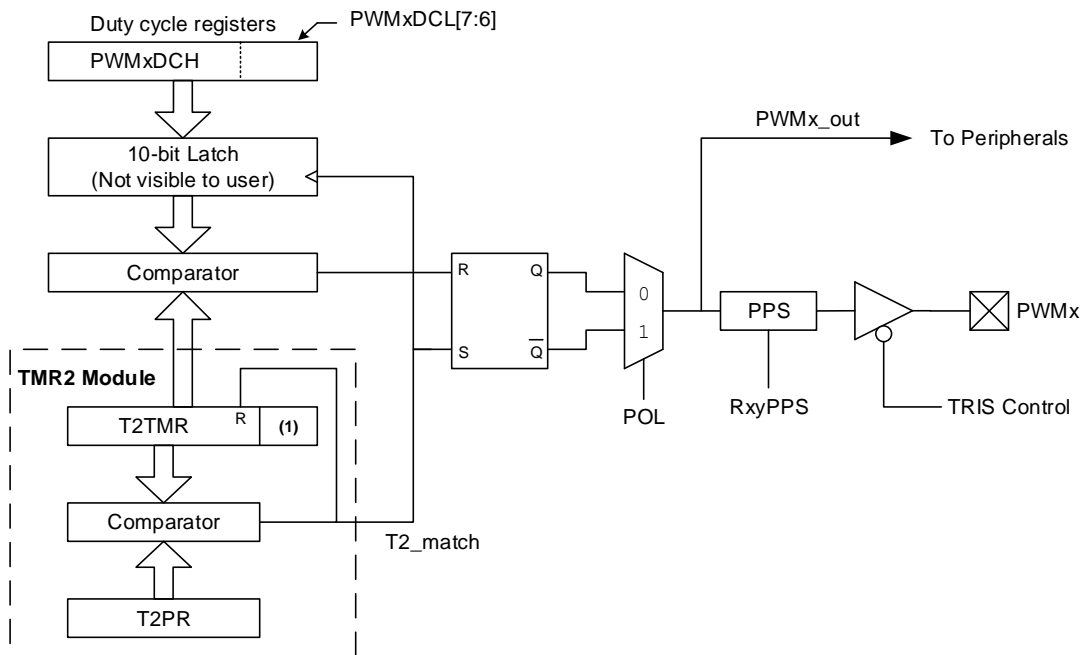 Duty cycle registers
PWMxDCL[7:6]
PWMxDCH
10-bit Latch
(Not visible to user)
PWMx_out
To Peripherals
Comparator
R
Q
S
Q
0
1
PPS
PWMx
POL
RxyPPS
TRIS Control
TMR2 Module
T2TMR
R
(1)
Comparator
T2_match
T2PR